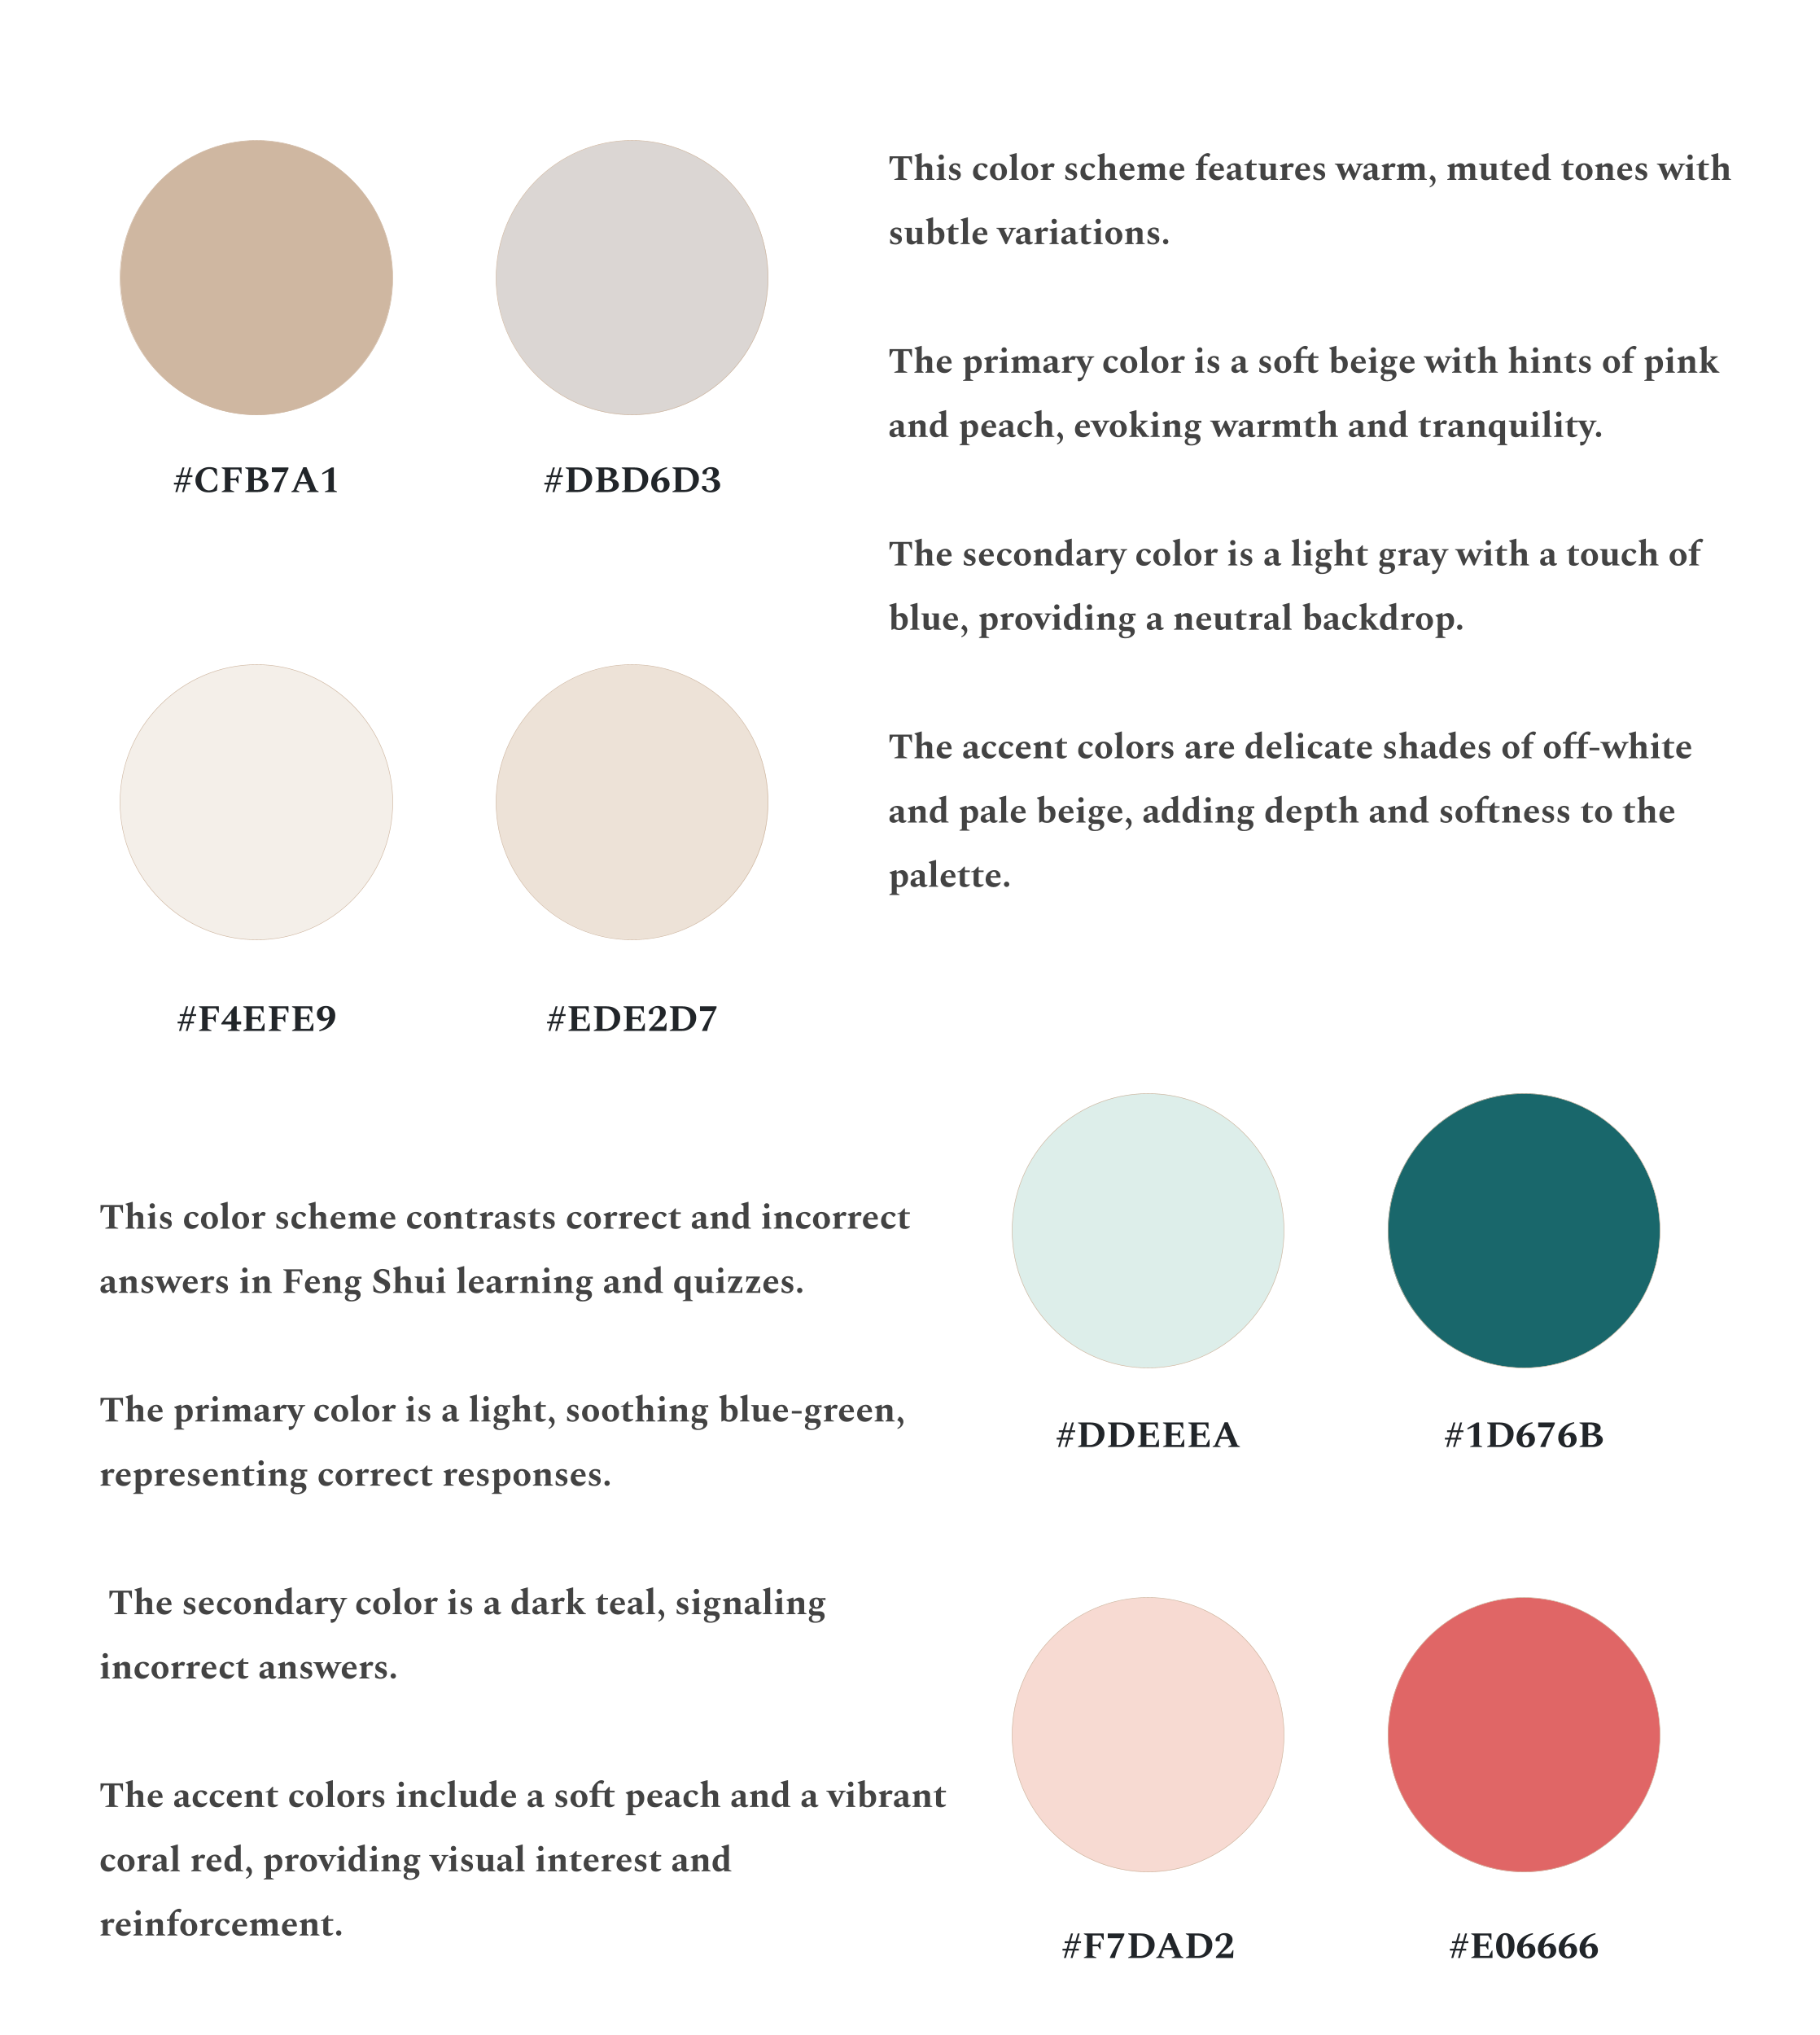 #CFB7A1
#DBD6D3
This color scheme features warm, muted tones with
subtle variations.
The primary color is a soft beige with hints of pink
and peach, evoking warmth and tranquility.
The secondary color is a light gray with a touch of
blue, providing a neutral backdrop.
The accent colors are delicate shades of off-white
and pale beige, adding depth and softness to the
palette.
#F4EFE9
#EDE2D7
This color scheme contrasts correct and incorrect
answers in Feng Shui learning and quizzes.
The primary color is a light, soothing blue-green,
representing correct responses.
The secondary color is a dark teal, signaling
incorrect answers.
The accent colors include a soft peach and a vibrant
coral red, providing visual interest and
reinforcement.
#DDEEEA
#1D676B
#F7DAD2
#E06666